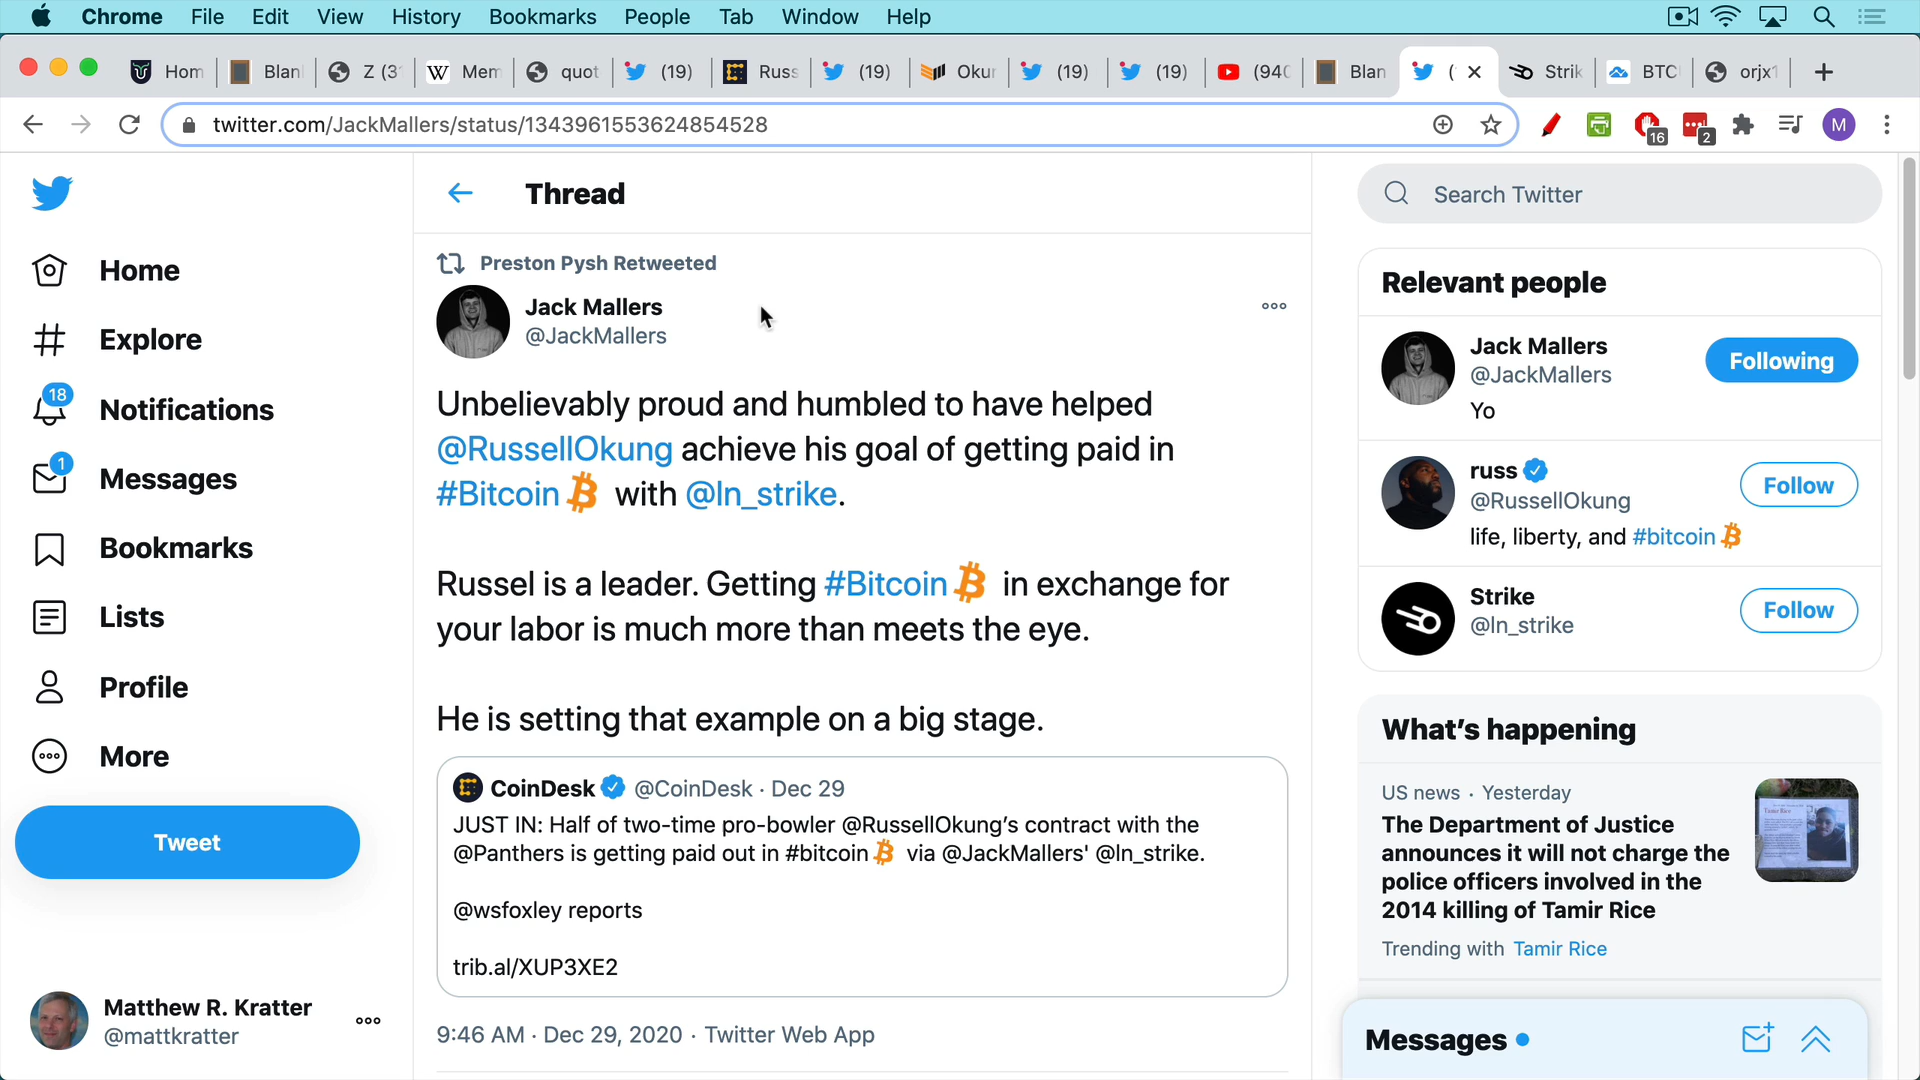 Chrome File Edit View History Bookmarks People Tab Window Help
Hom Blan Z (3 W Mem quot (19) Russ (19) Okur (19) (19) (940 Blan ( Strik BTC orjx1
twitter.com/JackMallers/status/1343961553624854528
16 2 M
Thread
Search Twitter
Home
Explore
18
Notifications
1
Messages
Bookmarks
Lists
Profile
More
Tweet
Matthew R. Kratter
@mattkratter
Preston Pysh Retweeted
Jack Mallers
@JackMallers
Unbelievably proud and humbled to have helped
@RussellOkung achieve his goal of getting paid in
#Bitcoin with @ln_strike.
Russel is a leader. Getting #Bitcoin in exchange for
your labor is much more than meets the eye.
He is setting that example on a big stage.
CoinDesk @CoinDesk · Dec 29
JUST IN: Half of two-time pro-bowler @RussellOkung’s contract with the
@Panthers is getting paid out in #bitcoin via @JackMallers' @ln_strike.
@wsfoxley reports
trib.al/XUP3XE2
9:46 AM · Dec 29, 2020 · Twitter Web App
Relevant people
Jack Mallers
@JackMallers
Following
Yo
russ
@RussellOkung
Follow
life, liberty, and #bitcoin
Strike
@ln_strike
Follow
What’s happening
US news · Yesterday
The Department of Justice
announces it will not charge the
police officers involved in the
2014 killing of Tamir Rice
Trending with Tamir Rice
Messages